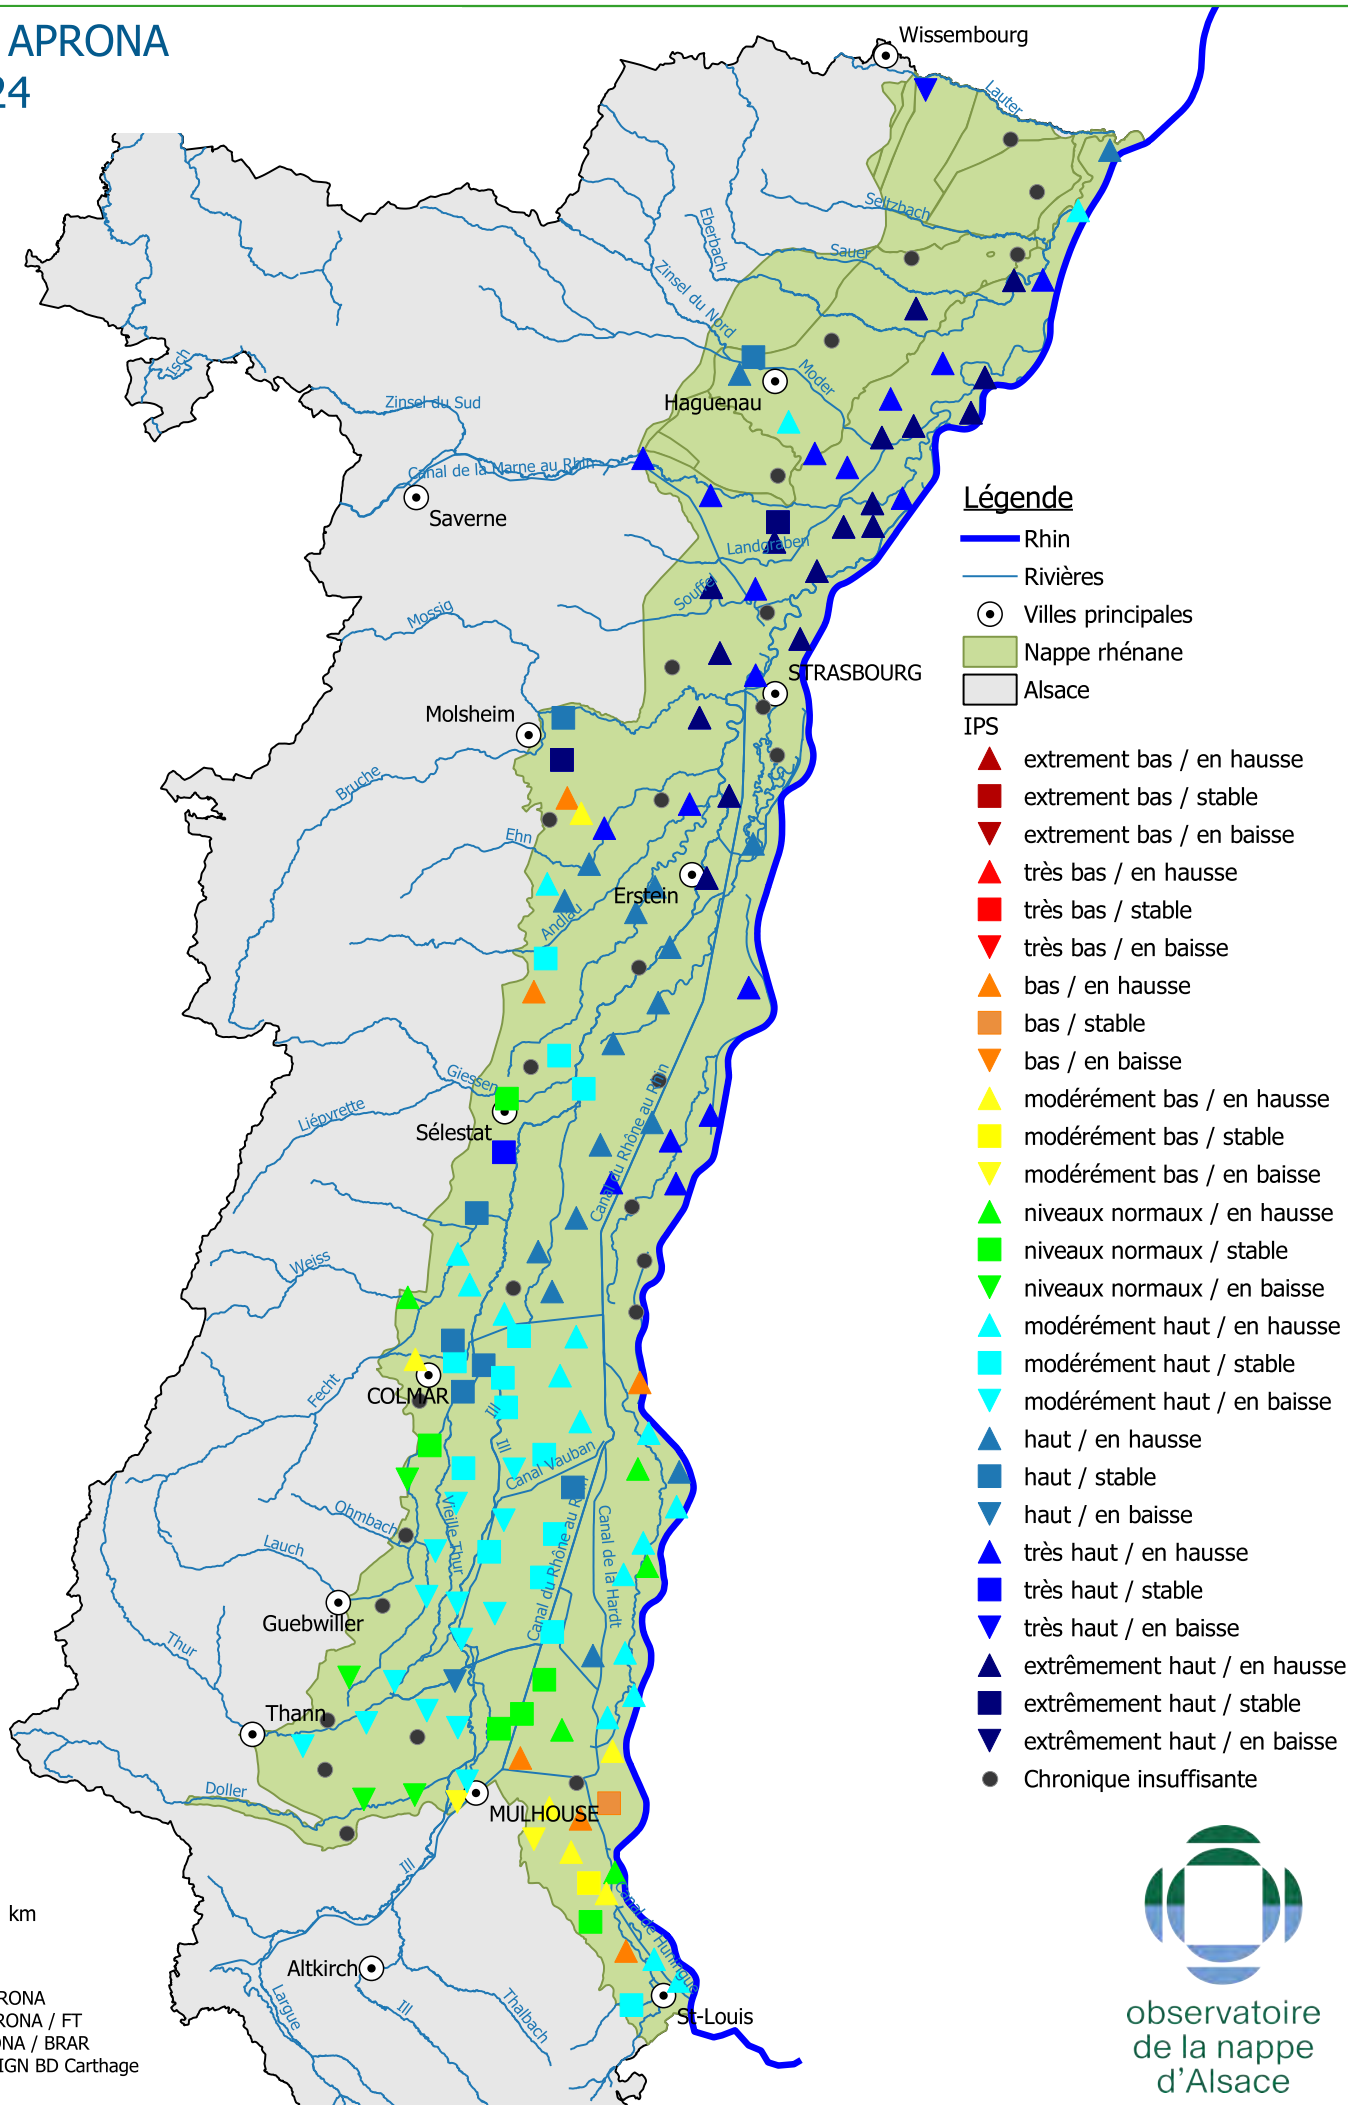 APRONA
24
Wissembourg
Lauter
Seltzbach
Eberbach
Sauer
Zinsel du Nord
Isch
Moder
Haguenau
Zinsel du Sud
Canal de la Marne au Rhin
Saverne
Landgraben
Souffel
Mossig
STRASBOURG
Molsheim
Bruche
Ehn
Erstein
Andlau
Giessen
Liépvrette
Sélestat
Canal du Rhône au Rhin
Weiss
Fecht
COLMAR
Ill
Ill
Canal Vauban
Ohmbach
Vieille Thur
Lauch
Canal du Rhône au Rhin
Canal de la Hardt
Guebwiller
Thur
Thann
Doller
MULHOUSE
Ill
Canal de Huningue
Altkirch
Largue
Ill
Thalbach
St-Louis
Légende
Rhin
Rivières
Villes principales
Nappe rhénane
Alsace
IPS
extrement bas / en hausse
extrement bas / stable
extrement bas / en baisse
très bas / en hausse
très bas / stable
très bas / en baisse
bas / en hausse
bas / stable
bas / en baisse
modérément bas / en hausse
modérément bas / stable
modérément bas / en baisse
niveaux normaux / en hausse
niveaux normaux / stable
niveaux normaux / en baisse
modérément haut / en hausse
modérément haut / stable
modérément haut / en baisse
haut / en hausse
haut / stable
haut / en baisse
très haut / en hausse
très haut / stable
très haut / en baisse
extrêmement haut / en hausse
extrêmement haut / stable
extrêmement haut / en baisse
Chronique insuffisante
km
RONA
RONA / FT
ONA / BRAR
IGN BD Carthage
observatoire
de la nappe
d'Alsace